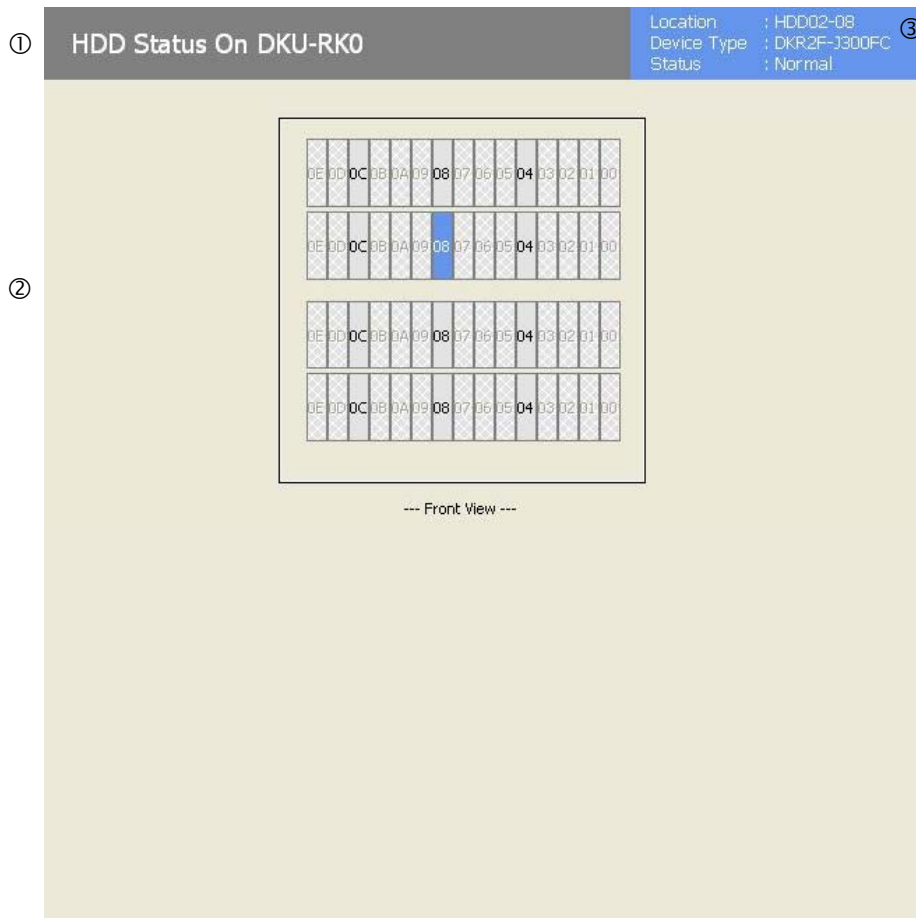 ①
HDD Status On DKU-RK0
Location : HDD02-08
③
Device Type : DKR2F-J300FC
Status : Normal
0E 0D 0C 0B 0A 09 08 07 06 05 04 03 02 01 00
0E 0D 0C 0B 0A 09 08 07 06 05 04 03 02 01 00
②
0E 0D 0C 0B 0A 09 08 07 06 05 04 03 02 01 00
0E 0D 0C 0B 0A 09 08 07 06 05 04 03 02 01 00
--- Front View ---